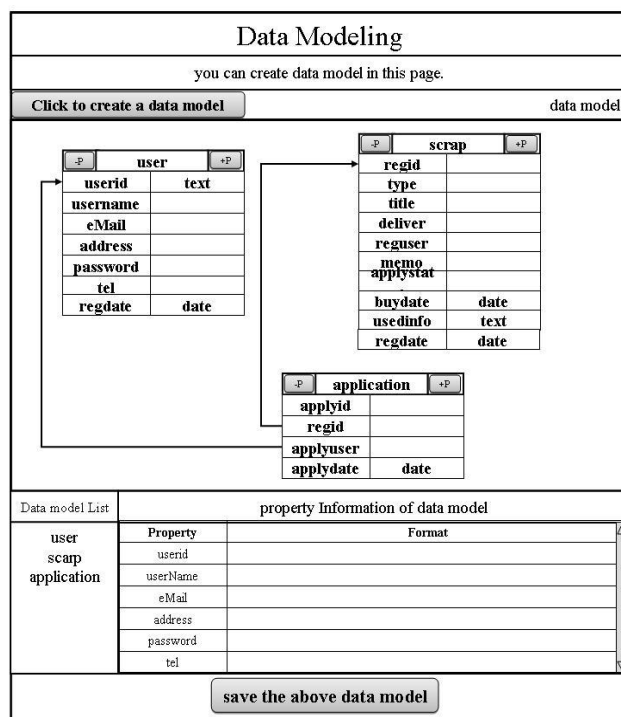 Data Modeling
you can create data model in this page.
Click to create a data model
data model
-P user +P
userid text
username
eMail
address
password
tel
regdate date
-P scrap +P
regid
type
title
deliver
reguser
memo
applystat
buydate date
usedinfo text
regdate date
-P application +P
applyid
regid
applyuser
applydate date
Data model List
property Information of data model
user
scarp
application
Property Format
userid
userName
eMail
address
password
tel
save the above data model